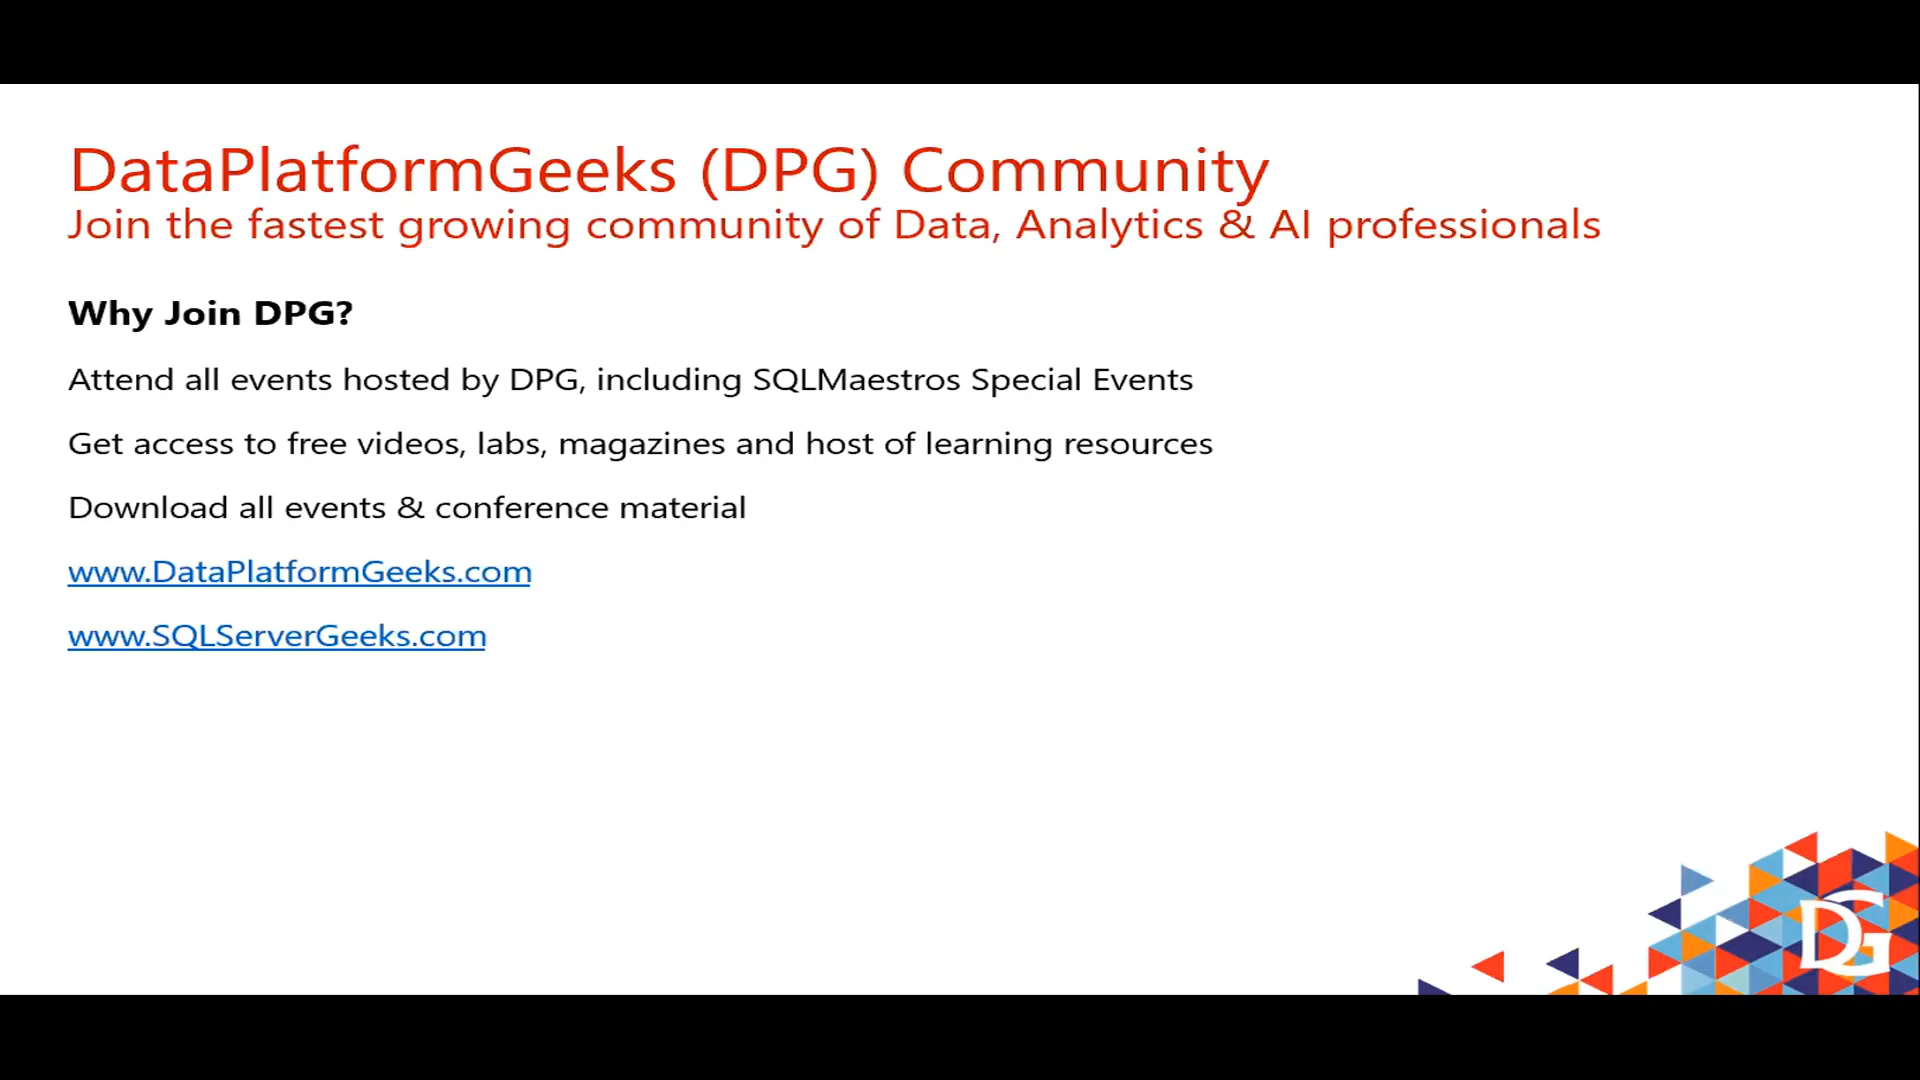 DataPlatformGeeks (DPG) Community
Join the fastest growing community of Data, Analytics & AI professionals
Why Join DPG?
Attend all events hosted by DPG, including SQLMaestros Special Events
Get access to free videos, labs, magazines and host of learning resources
Download all events & conference material
www.DataPlatformGeeks.com
www.SQLServerGeeks.com
DG